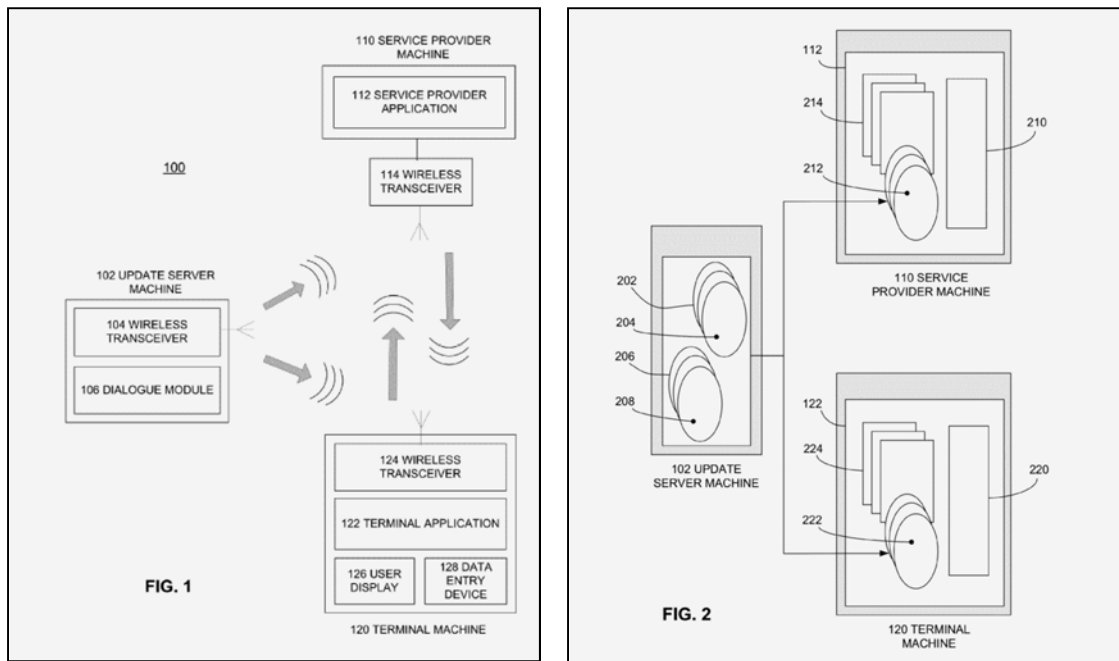 110 SERVICE PROVIDER
MACHINE
112 SERVICE PROVIDER
APPLICATION
100
114 WIRELESS
TRANSCEIVER
102 UPDATE SERVER
MACHINE
104 WIRELESS
TRANSCEIVER
106 DIALOGUE MODULE
124 WIRELESS
TRANSCEIVER
122 TERMINAL APPLICATION
126 USER
DISPLAY
128 DATA
ENTRY
DEVICE
FIG. 1
120 TERMINAL MACHINE
112
214
210
212
110 SERVICE
PROVIDER MACHINE
202
204
206
208
102 UPDATE
SERVER MACHINE
122
224
220
222
FIG. 2
120 TERMINAL
MACHINE